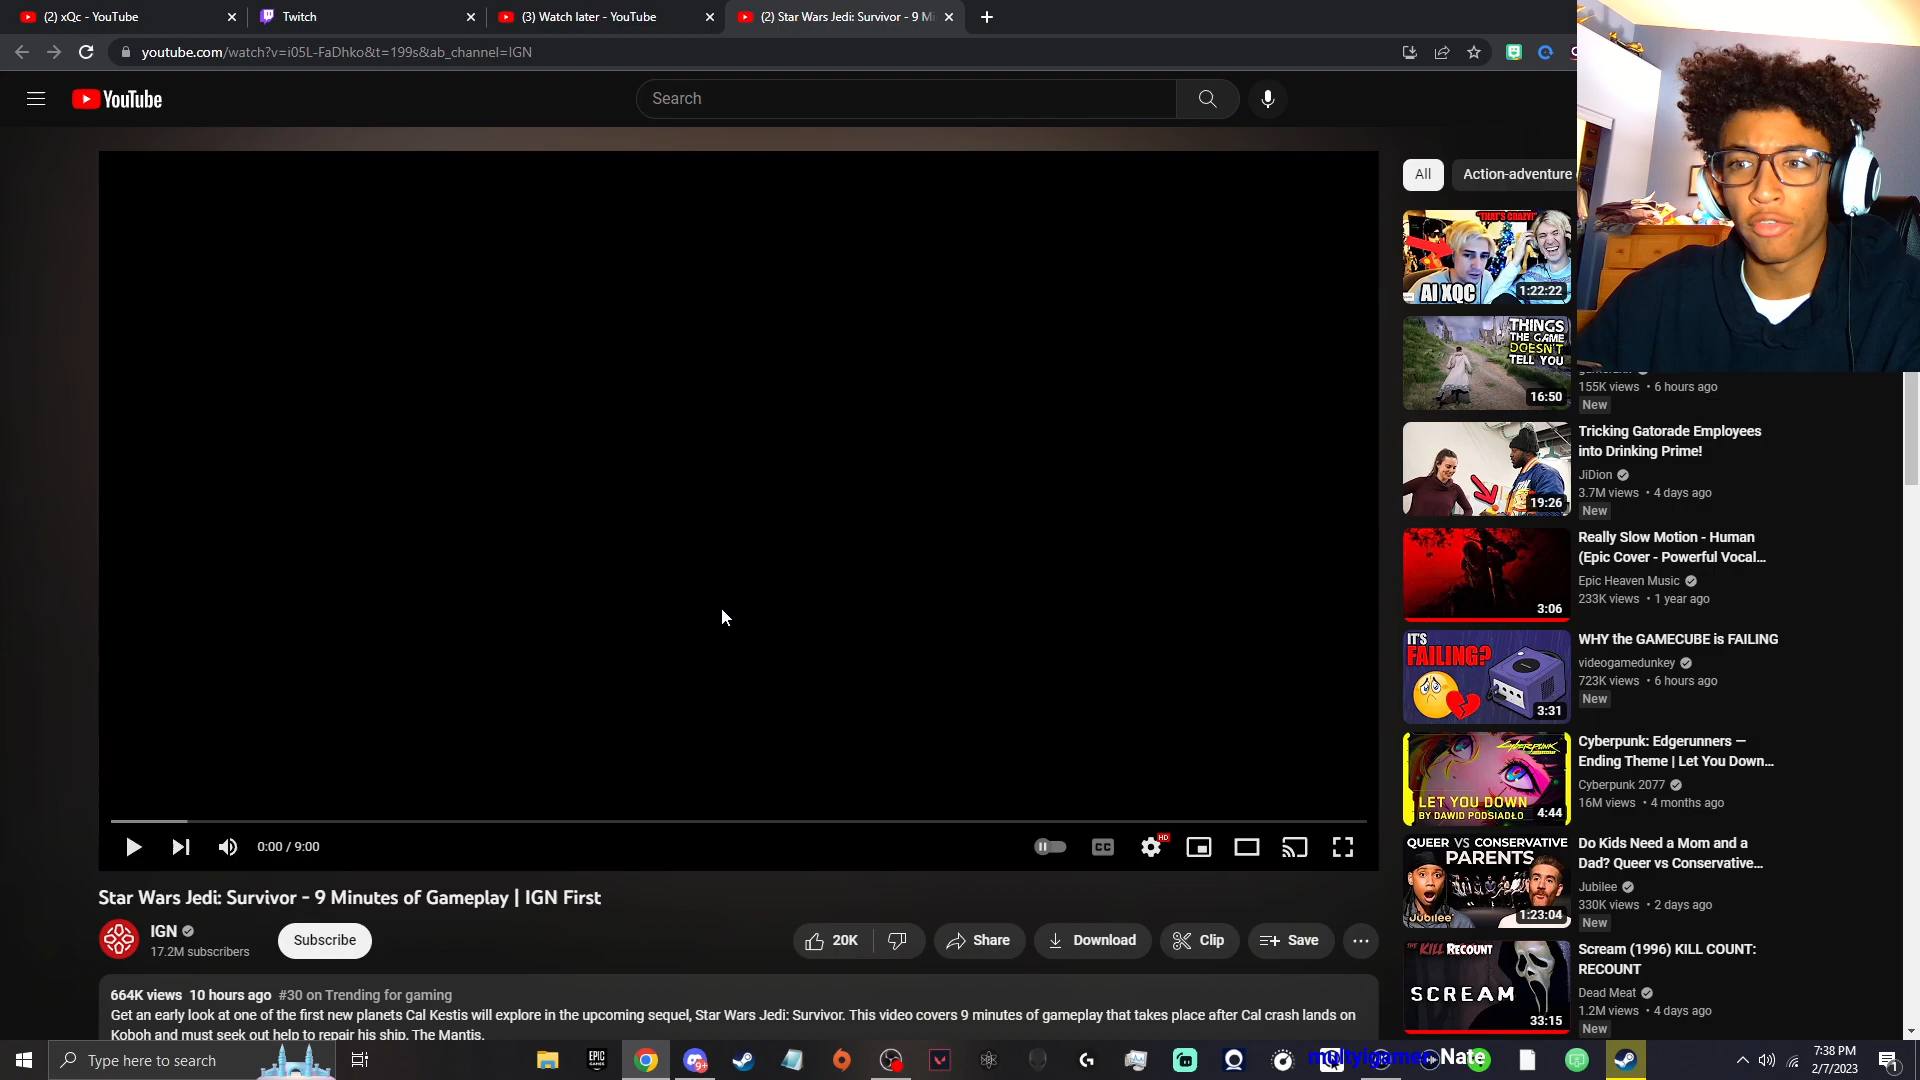 (2) xQc - YouTube
Twitch
(3) Watch later - YouTube
(2) Star Wars Jedi: Survivor - 9 Mi
youtube.com/watch?v=i05L-FaDhko&t=199s&ab_channel=IGN
YouTube
Search
All
Action-adventure
"THAT'S CRAZY!"
AI XQC
1:22:22
THINGS
THE GAME
DOESN'T
TELL YOU
16:50
155K views • 6 hours ago
New
Tricking Gatorade Employees
into Drinking Prime!
JiDion
3.7M views • 4 days ago
New
19:26
Really Slow Motion - Human
(Epic Cover - Powerful Vocal...
Epic Heaven Music
233K views • 1 year ago
3:06
IT'S
FAILING?
3:31
WHY the GAMECUBE is FAILING
videogamedunkey
723K views • 6 hours ago
New
LET YOU DOWN
BY DAWID PODSIADŁO
4:44
Cyberpunk: Edgerunners —
Ending Theme | Let You Down...
Cyberpunk 2077
16M views • 4 months ago
QUEER VS CONSERVATIVE
PARENTS
Jubilee
1:23:04
Do Kids Need a Mom and a
Dad? Queer vs Conservative...
Jubilee
330K views • 2 days ago
New
KILL RECOUNT
SCREAM
33:15
Scream (1996) KILL COUNT:
RECOUNT
Dead Meat
1.2M views • 4 days ago
New
0:00 / 9:00
CC
HD
Star Wars Jedi: Survivor - 9 Minutes of Gameplay | IGN First
IGN
17.2M subscribers
Subscribe
20K
Share
Download
Clip
Save
664K views 10 hours ago #30 on Trending for gaming
Get an early look at one of the first new planets Cal Kestis will explore in the upcoming sequel, Star Wars Jedi: Survivor. This video covers 9 minutes of gameplay that takes place after Cal crash lands on
Koboh and must seek out help to repair his ship, The Mantis.
Type here to search
EPIC
GAMES
9+
Nate
7:38 PM
2/7/2023
1